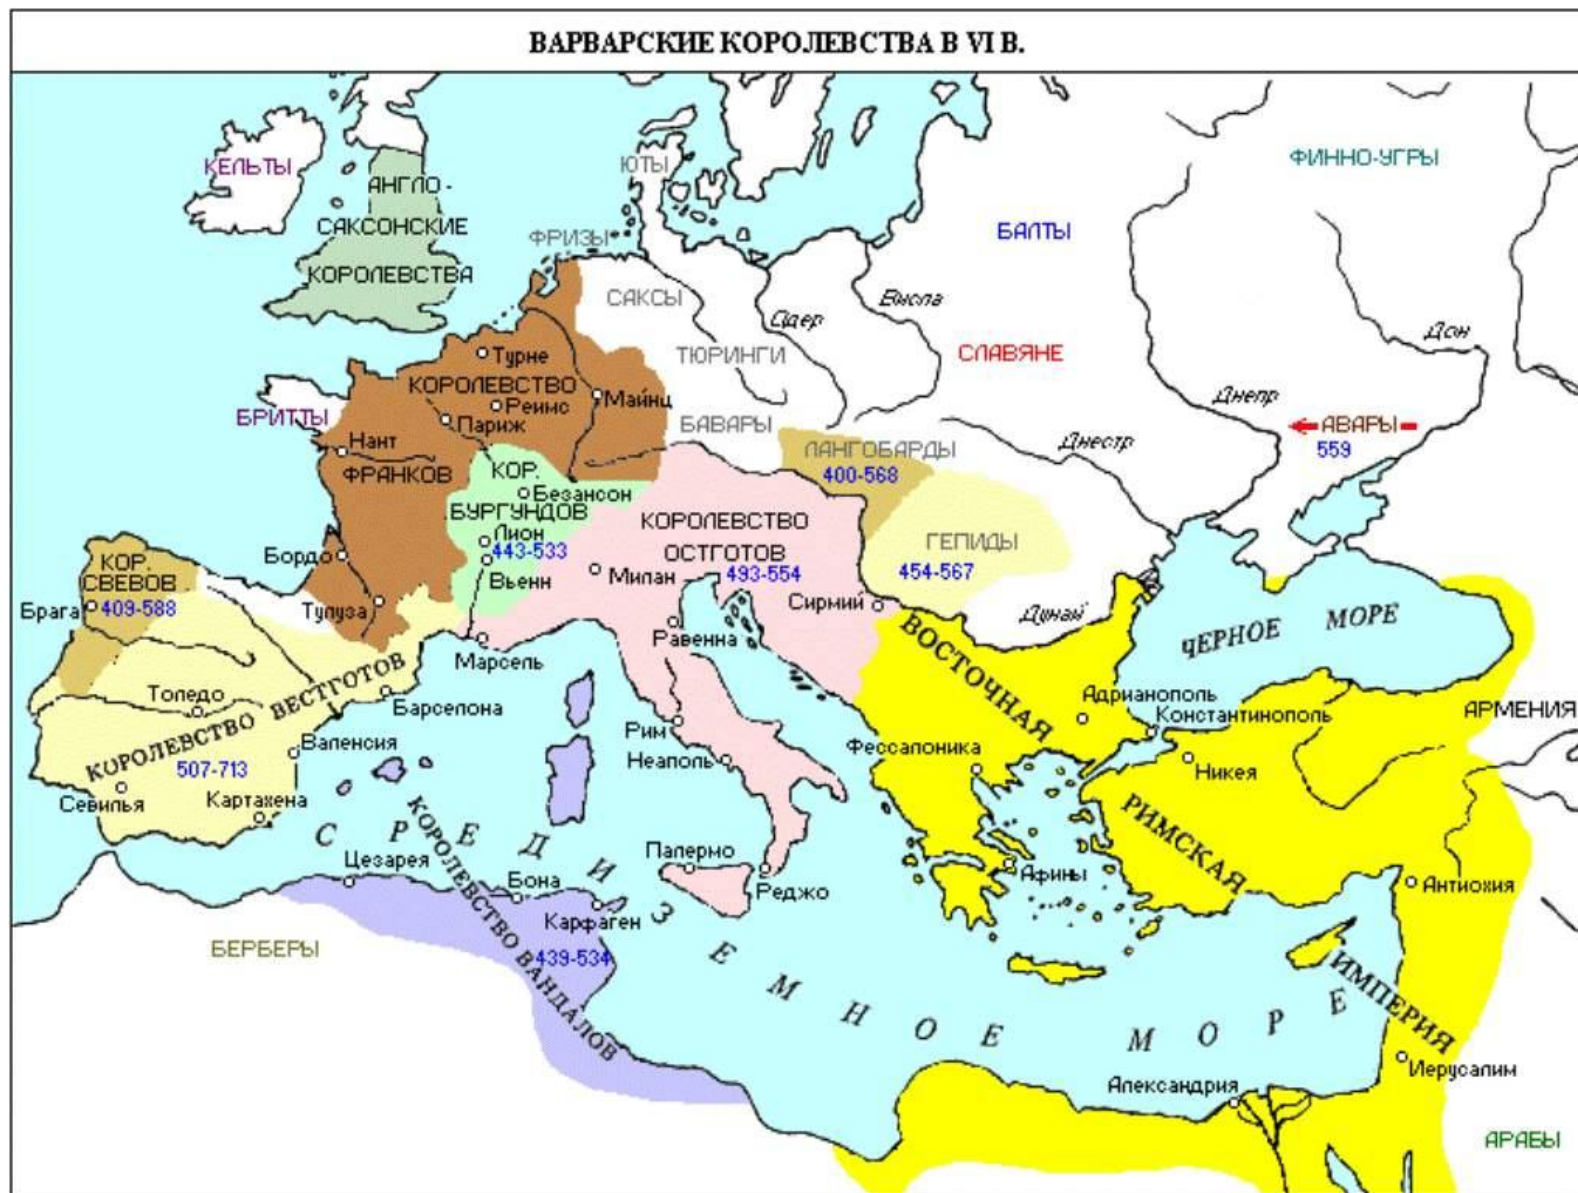 ВАРВАРСКИЕ КОРОЛЕВСТВА В VI В.
КЕЛЬТЫ
АНГЛО-
САКСОНСКИЕ
КОРОЛЕВСТВА
ЮТЫ
ФРИЗЫ
САКСЫ
ТЮРИНГИ
БАВАРЫ
ФИННО-УГРЫ
БАЛТЫ
СЛАВЯНЕ
Одер
Висла
Дон
Днепр
Днестр
АВАРЫ
559
БРИТТЫ
Турне
КОРОЛЕВСТВО
Реймс
Париж
Майнц
Нант
ФРАНКОВ
Бордо
Тулуза
КОР.
Безансон
БУРГУНДОВ
Лион
443-533
Вьенн
ЛАНГОБАРДЫ
400-568
ГЕПИДЫ
454-567
КОРОЛЕВСТВО
ОСТГОТОВ
493-554
Милан
Сирмий
Равенна
Марсель
Рим
Неаполь
Палермо
Реджо
КОР.
СВЕВОВ
409-588
Брага
Толедо
КОРОЛЕВСТВО ВЕСТГОТОВ
507-713
Барселона
Валенсия
Севилья
Картахена
Дунай
ЧЕРНОЕ МОРЕ
ВОСТОЧНАЯ
РИМСКАЯ
ИМПЕРИЯ
Адрианополь
Константинополь
Фессалоника
Никея
Афины
АРМЕНИЯ
Антиохия
Иерусалим
Александрия
АРАБЫ
СРЕДИЗЕМНОЕ МОРЕ
Цезарея
Бона
Карфаген
439-534
КОРОЛЕВСТВО ВАНДАЛОВ
БЕРБЕРЫ